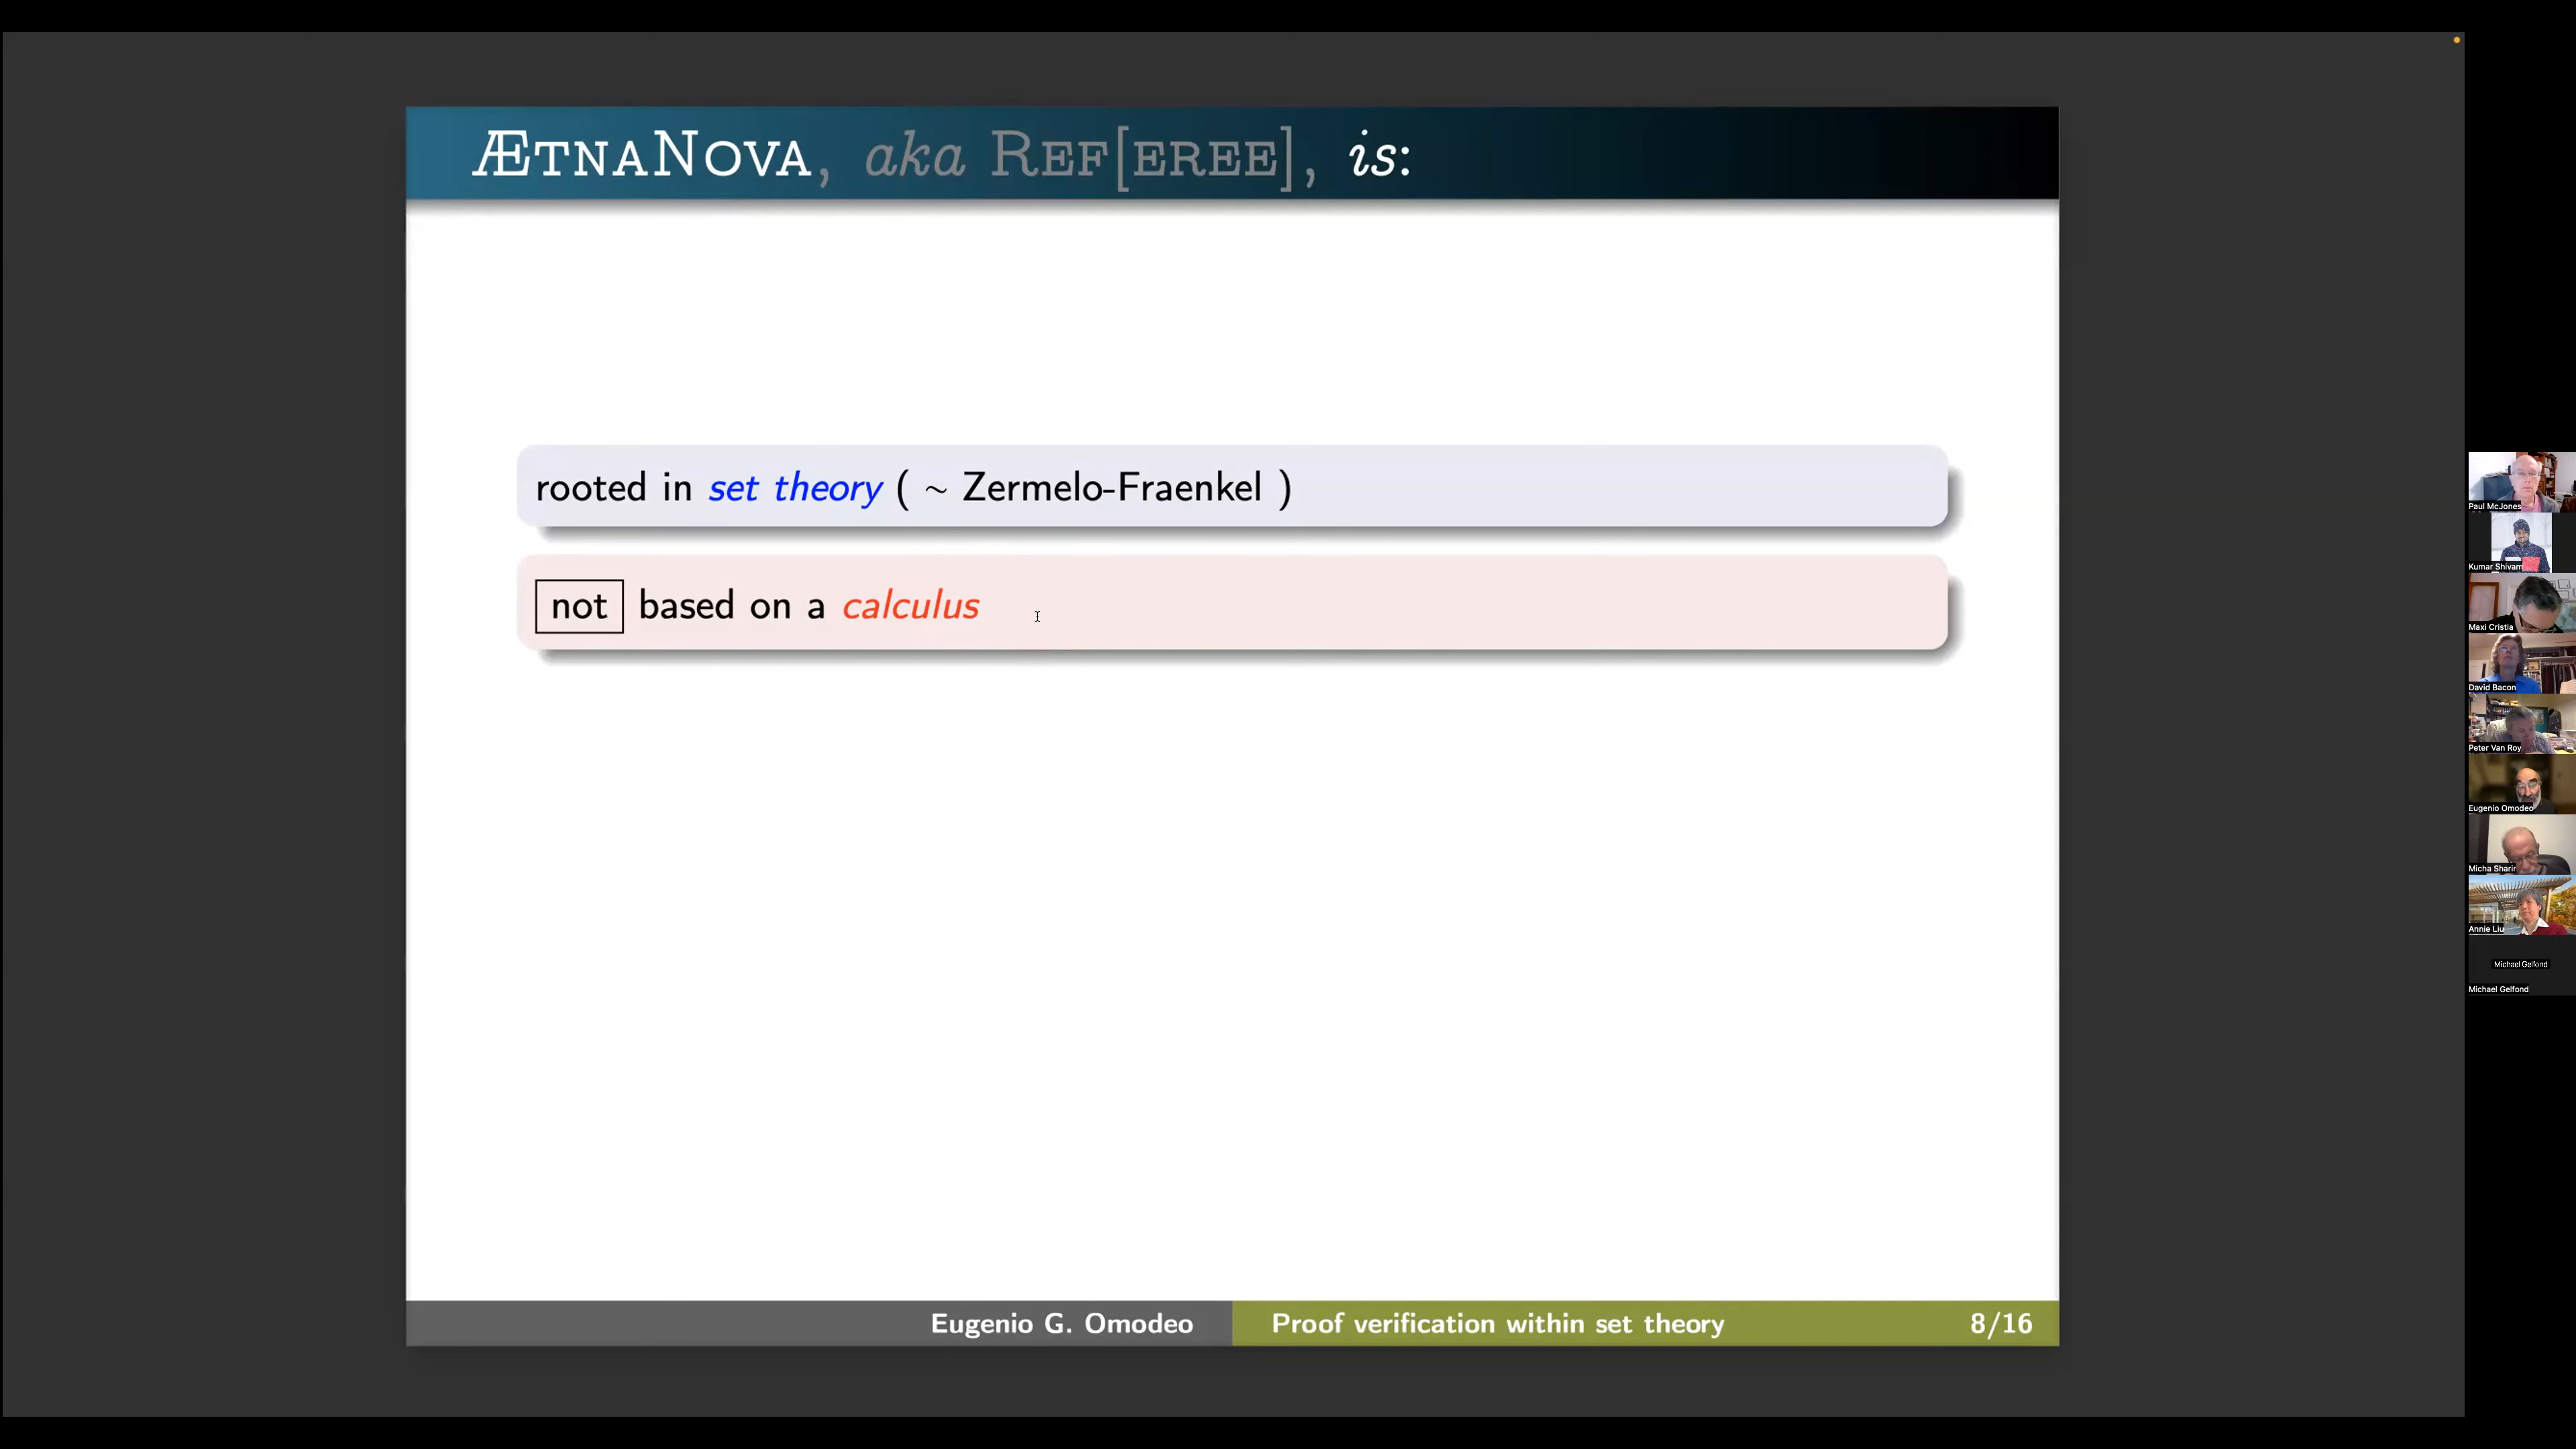 ÆTNANOVA, aka REF[EREE], is:
rooted in set theory ( ∼ Zermelo-Fraenkel )
not based on a calculus
Eugenio G. Omodeo
Proof verification within set theory
8/16
Paul McJones
Kumar Shivam
Maxi Cristia
David Bacon
Peter Van Roy
Eugenio Omodeo
Micha Sharir
Annie Liu
Michael Gelfond
Michael Gelfond